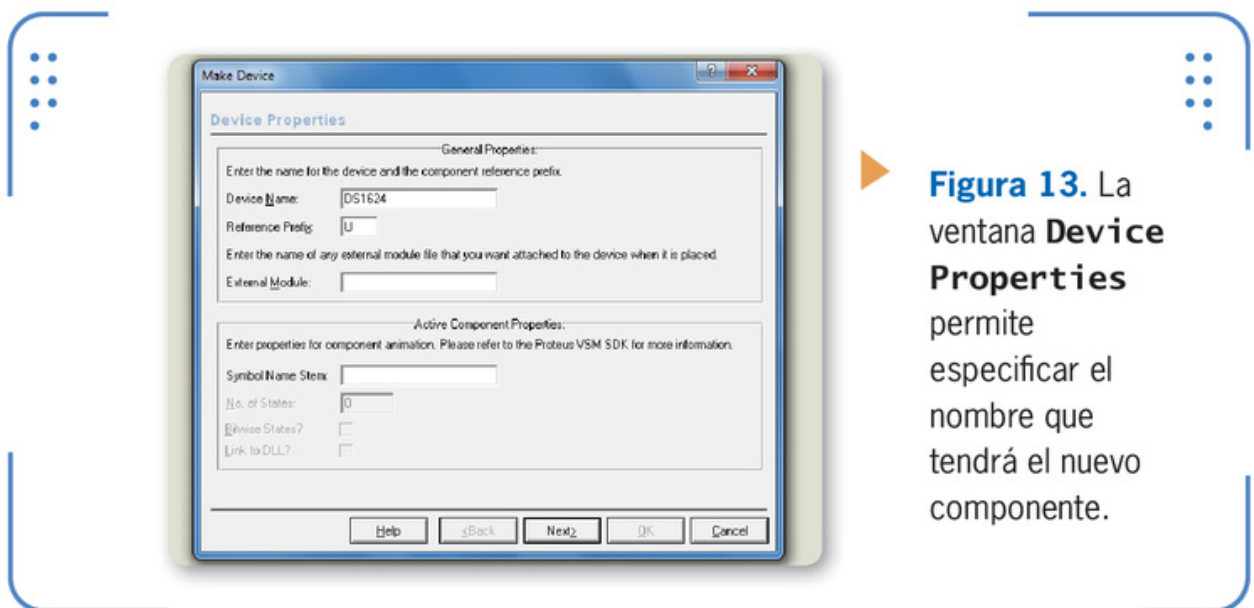 Make Device
Device Properties
General Properties:
Enter the name for the device and the component reference prefix.
Device Name:
DS1624
Reference Prefix:
U
Enter the name of any external module file that you want attached to the device when it is placed.
External Module:
Active Component Properties:
Enter properties for component animation. Please refer to the Proteus VSM SDK for more information.
Symbol Name Stem:
No. of States:
0
Bitwise States?
Link to DLL?
Help
<Back
Next>
OK
Cancel
Figura 13. La
ventana Device
Properties
permite
especificar el
nombre que
tendrá el nuevo
componente.